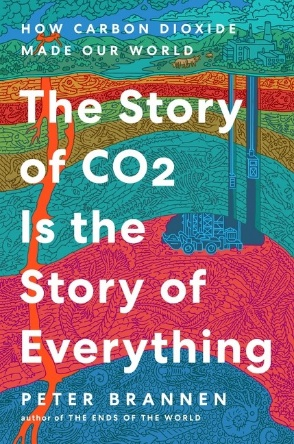 HOW CARBON DIOXIDE
MADE OUR WORLD
The Story
of CO2
Is the
Story of
Everything
PETER BRANNEN
author of THE ENDS OF THE WORLD